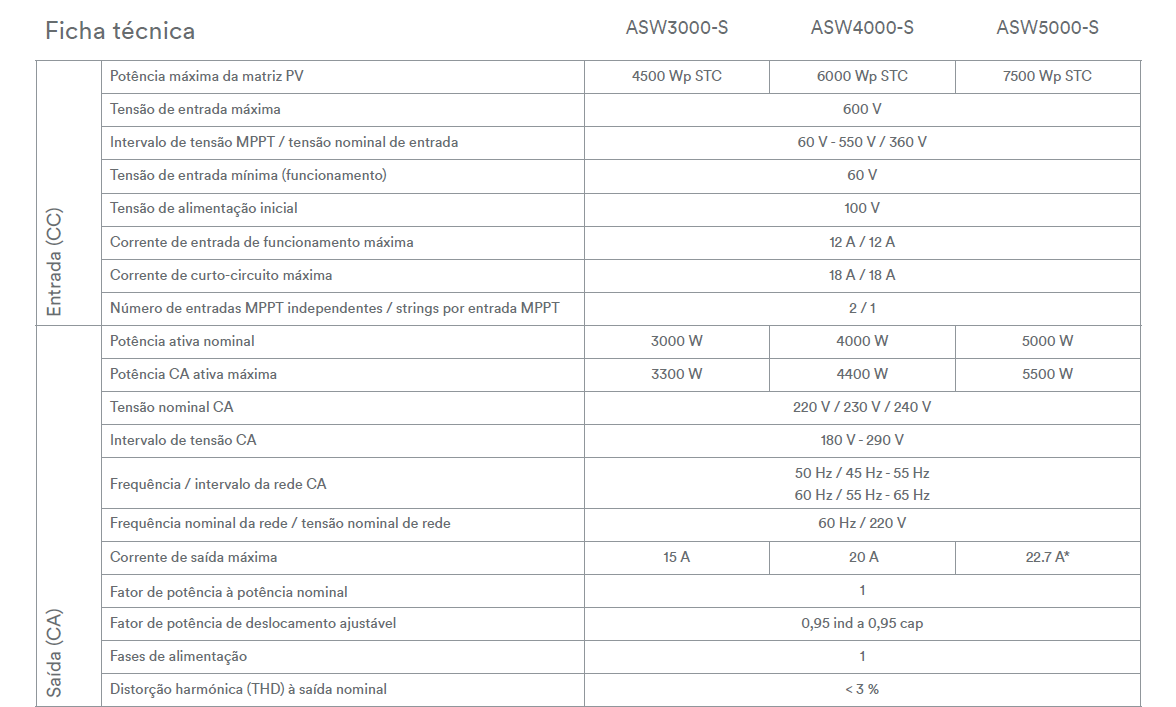 Ficha técnica ASW3000-S ASW4000-S ASW5000-S
Entrada (CC)
Potência máxima da matriz PV 4500 Wp STC 6000 Wp STC 7500 Wp STC
Tensão de entrada máxima 600 V
Intervalo de tensão MPPT / tensão nominal de entrada 60 V - 550 V / 360 V
Tensão de entrada mínima (funcionamento) 60 V
Tensão de alimentação inicial 100 V
Corrente de entrada de funcionamento máxima 12 A / 12 A
Corrente de curto-circuito máxima 18 A / 18 A
Número de entradas MPPT independentes / strings por entrada MPPT 2 / 1
Saída (CA)
Potência ativa nominal 3000 W 4000 W 5000 W
Potência CA ativa máxima 3300 W 4400 W 5500 W
Tensão nominal CA 220 V / 230 V / 240 V
Intervalo de tensão CA 180 V - 290 V
Frequência / intervalo da rede CA 50 Hz / 45 Hz - 55 Hz
60 Hz / 55 Hz - 65 Hz
Frequência nominal da rede / tensão nominal de rede 60 Hz / 220 V
Corrente de saída máxima 15 A 20 A 22.7 A*
Fator de potência à potência nominal 1
Fator de potência de deslocamento ajustável 0,95 ind a 0,95 cap
Fases de alimentação 1
Distorção harmónica (THD) à saída nominal < 3 %